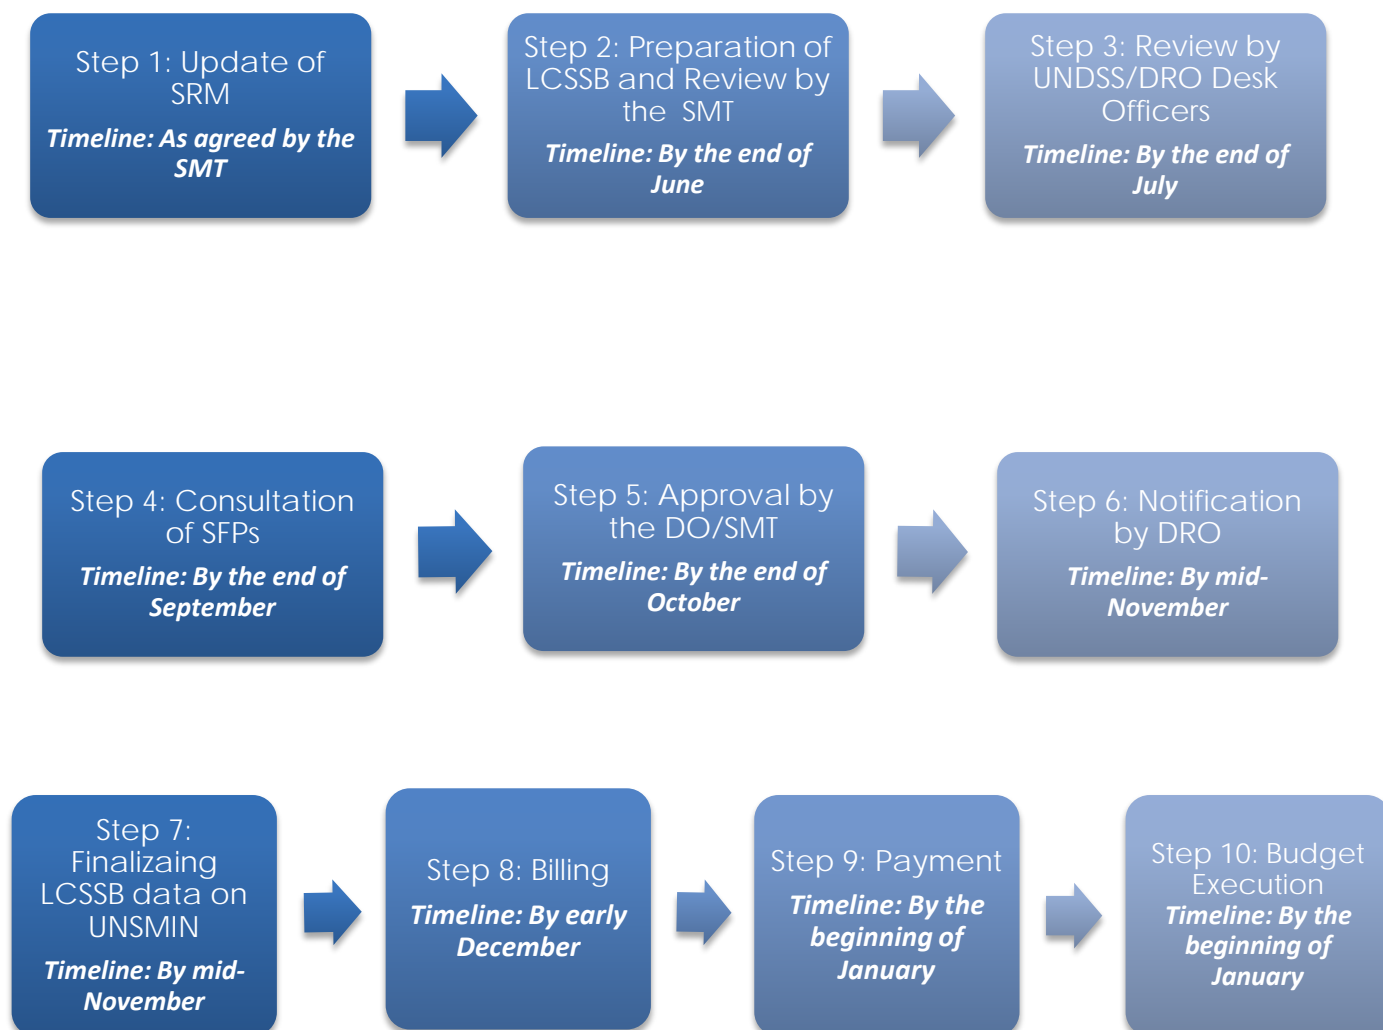 Step 1: Update of
SRM
Timeline: As agreed by the
SMT
Step 2: Preparation of
LCSSB and Review by
the SMT
Timeline: By the end of
June
Step 3: Review by
UNDSS/DRO Desk
Officers
Timeline: By the end of
July
Step 4: Consultation
of SFPs
Timeline: By the end of
September
Step 5: Approval by
the DO/SMT
Timeline: By the end of
October
Step 6: Notification
by DRO
Timeline: By mid-
November
Step 7:
Finalizaing
LCSSB data on
UNSMIN
Timeline: By mid-
November
Step 8: Billing
Timeline: By early
December
Step 9: Payment
Timeline: By the
beginning of
January
Step 10: Budget
Execution
Timeline: By the
beginning of
January